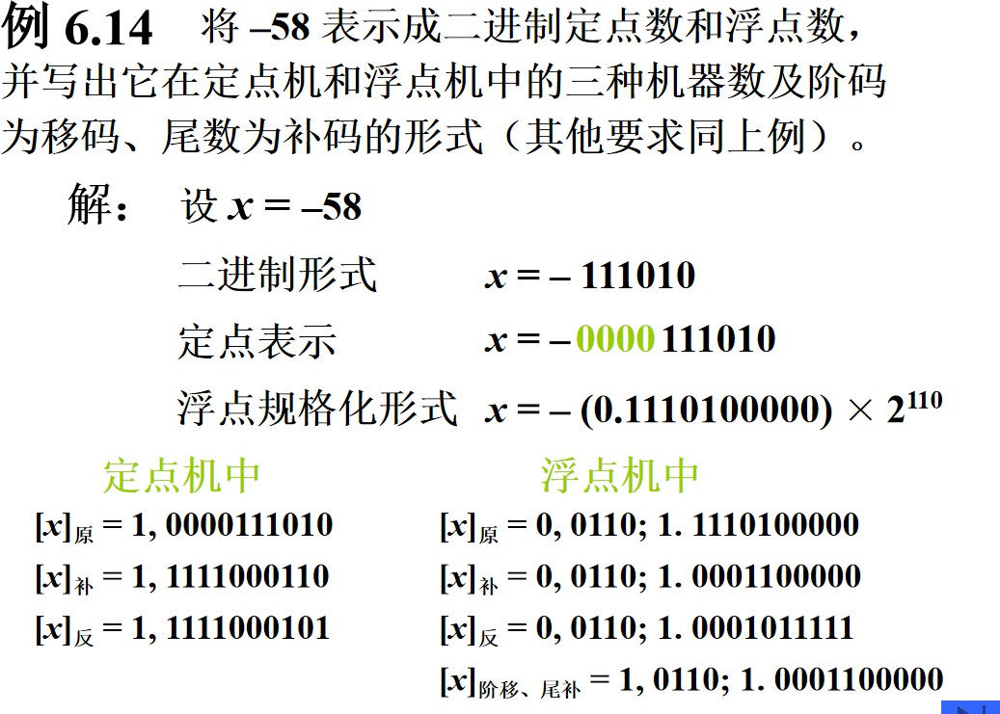 例 6.14 将 –58 表示成二进制定点数和浮点数，
并写出它在定点机和浮点机中的三种机器数及阶码
为移码、尾数为补码的形式（其他要求同上例）。
解： 设 x = –58
二进制形式 x = – 111010
定点表示 x = – 0000 111010
浮点规格化形式 x = – (0.1110100000) × 2¹¹⁰
定点机中 浮点机中
[x]原 = 1, 0000111010 [x]原 = 0, 0110; 1. 1110100000
[x]补 = 1, 1111000110 [x]补 = 0, 0110; 1. 0001100000
[x]反 = 1, 1111000101 [x]反 = 0, 0110; 1. 0001011111
[x]阶移、尾补 = 1, 0110; 1. 0001100000